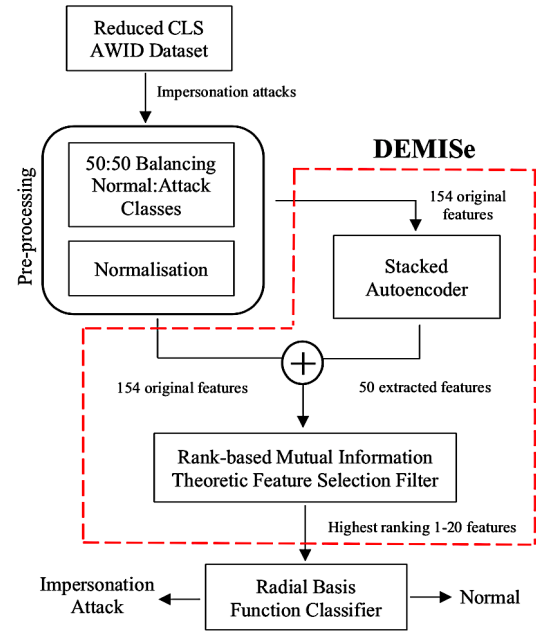 Reduced CLS
AWID Dataset
Impersonation attacks
Pre-processing
50:50 Balancing
Normal:Attack
Classes
Normalisation
DEMISe
154 original
features
Stacked
Autoencoder
154 original features
50 extracted features
Rank-based Mutual Information
Theoretic Feature Selection Filter
Highest ranking 1-20 features
Impersonation
Attack
Radial Basis
Function Classifier
Normal